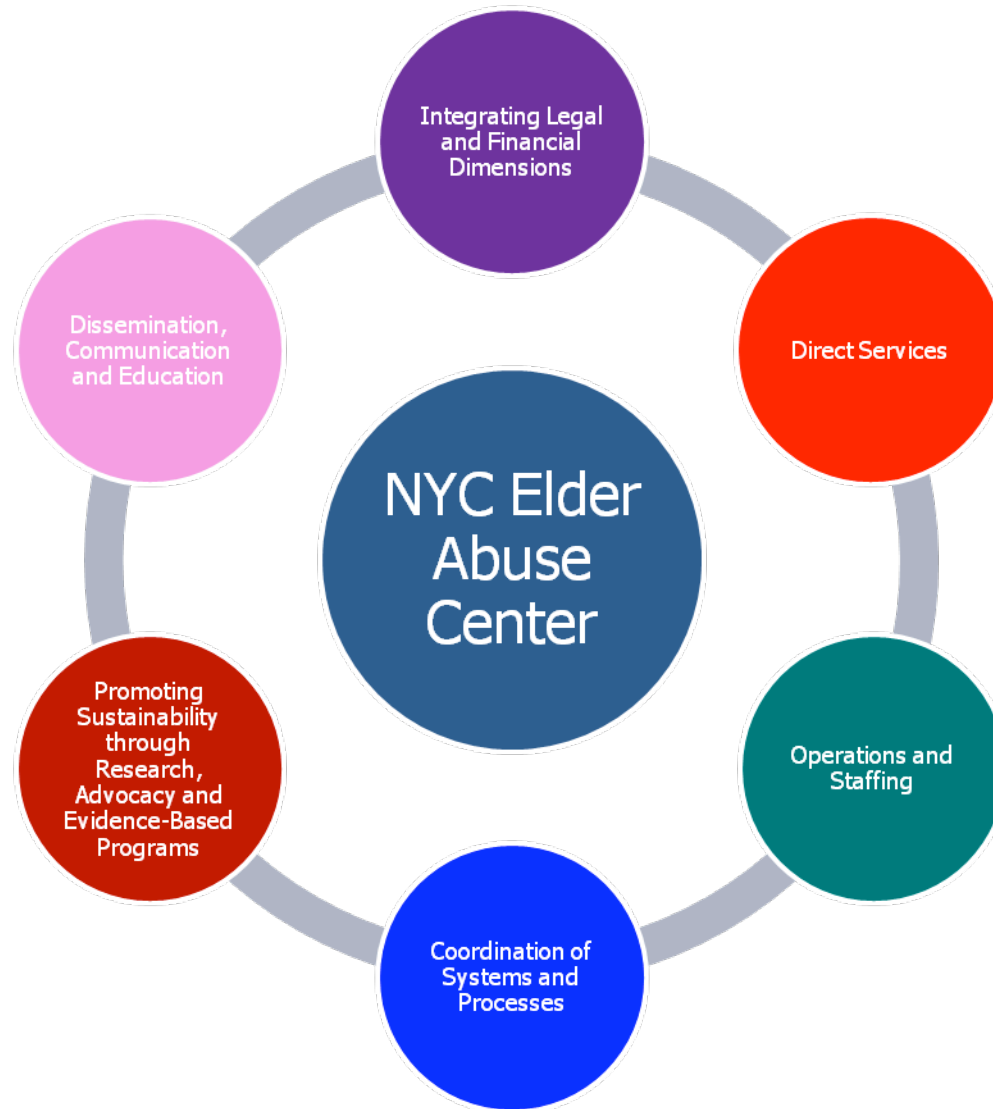 Integrating Legal
and Financial
Dimensions
Direct Services
Operations and
Staffing
Coordination of
Systems and
Processes
Promoting
Sustainability
through
Research,
Advocacy and
Evidence-Based
Programs
Dissemination,
Communication
and Education
NYC Elder
Abuse
Center